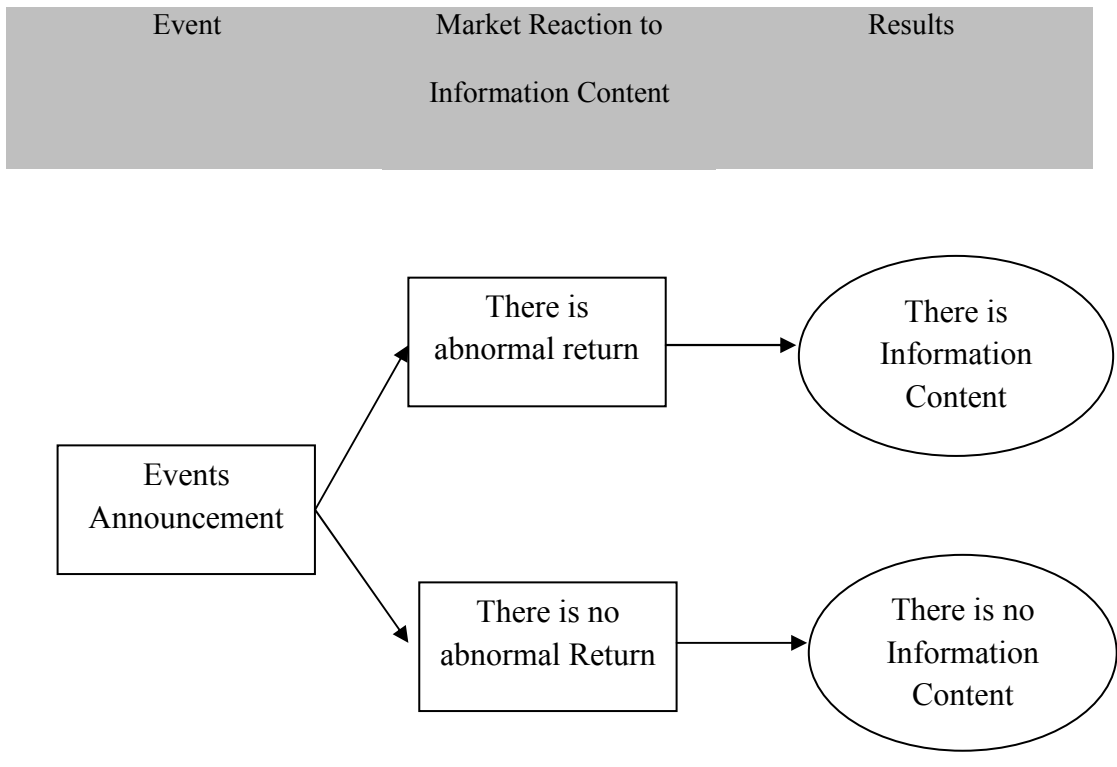 Event
Market Reaction to
Information Content
Results
There is
abnormal return
There is
Information
Content
Events
Announcement
There is no
abnormal Return
There is no
Information
Content